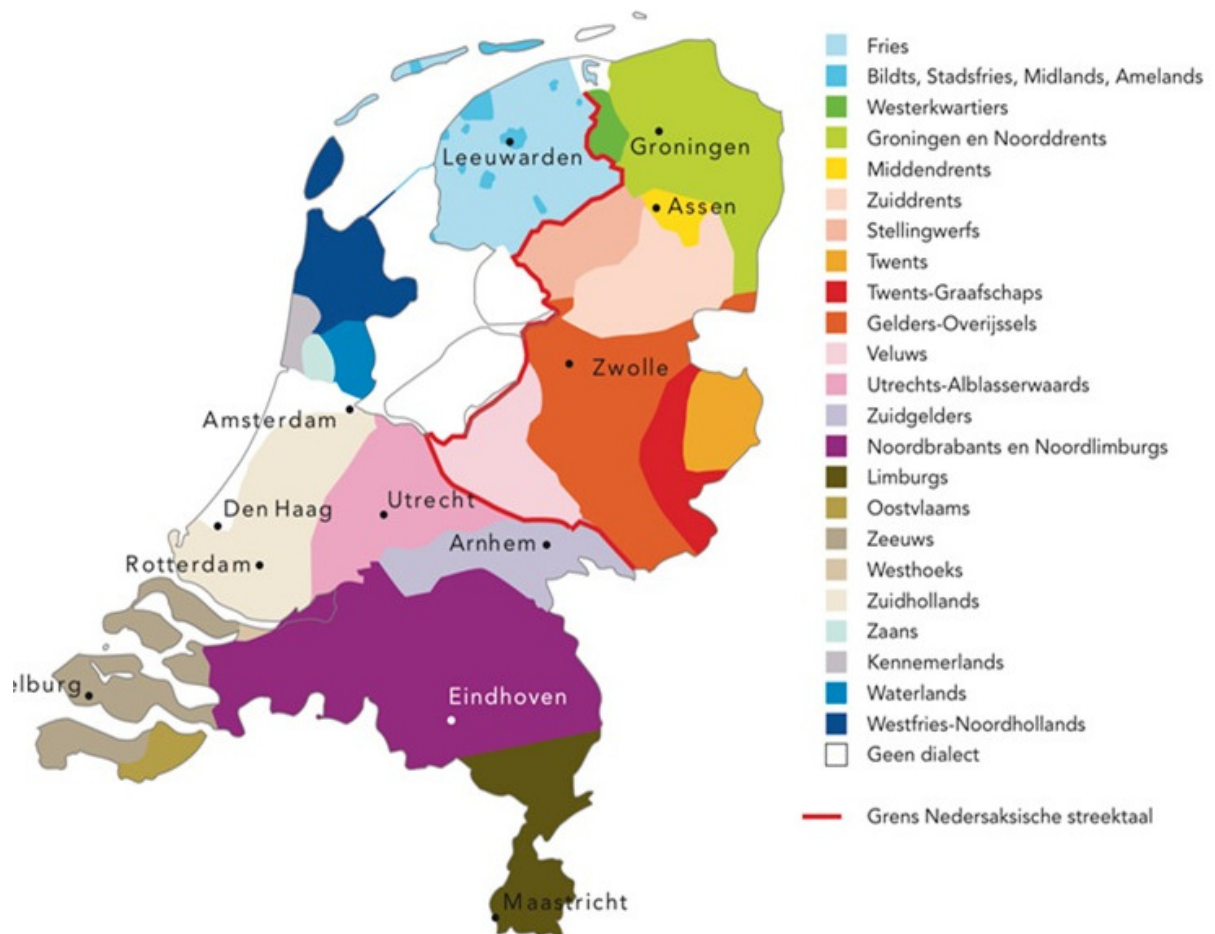 Leeuwarden
Groningen
Assen
Zwolle
Amsterdam
Den Haag
Utrecht
Arnhem
Rotterdam
elburg
Eindhoven
Maastricht
Fries
Bildts, Stadsfries, Midlands, Amelands
Westerkwartiers
Groningen en Noorddrents
Middendrents
Zuiddrents
Stellingwerfs
Twents
Twents-Graafschaps
Gelders-Overijssels
Veluws
Utrechts-Alblasserwaards
Zuidgelders
Noordbrabants en Noordlimburgs
Limburgs
Oostvlaams
Zeeuws
Westhoeks
Zuidhollands
Zaans
Kennemerlands
Waterlands
Westfries-Noordhollands
Geen dialect
Grens Nedersaksische streektaal